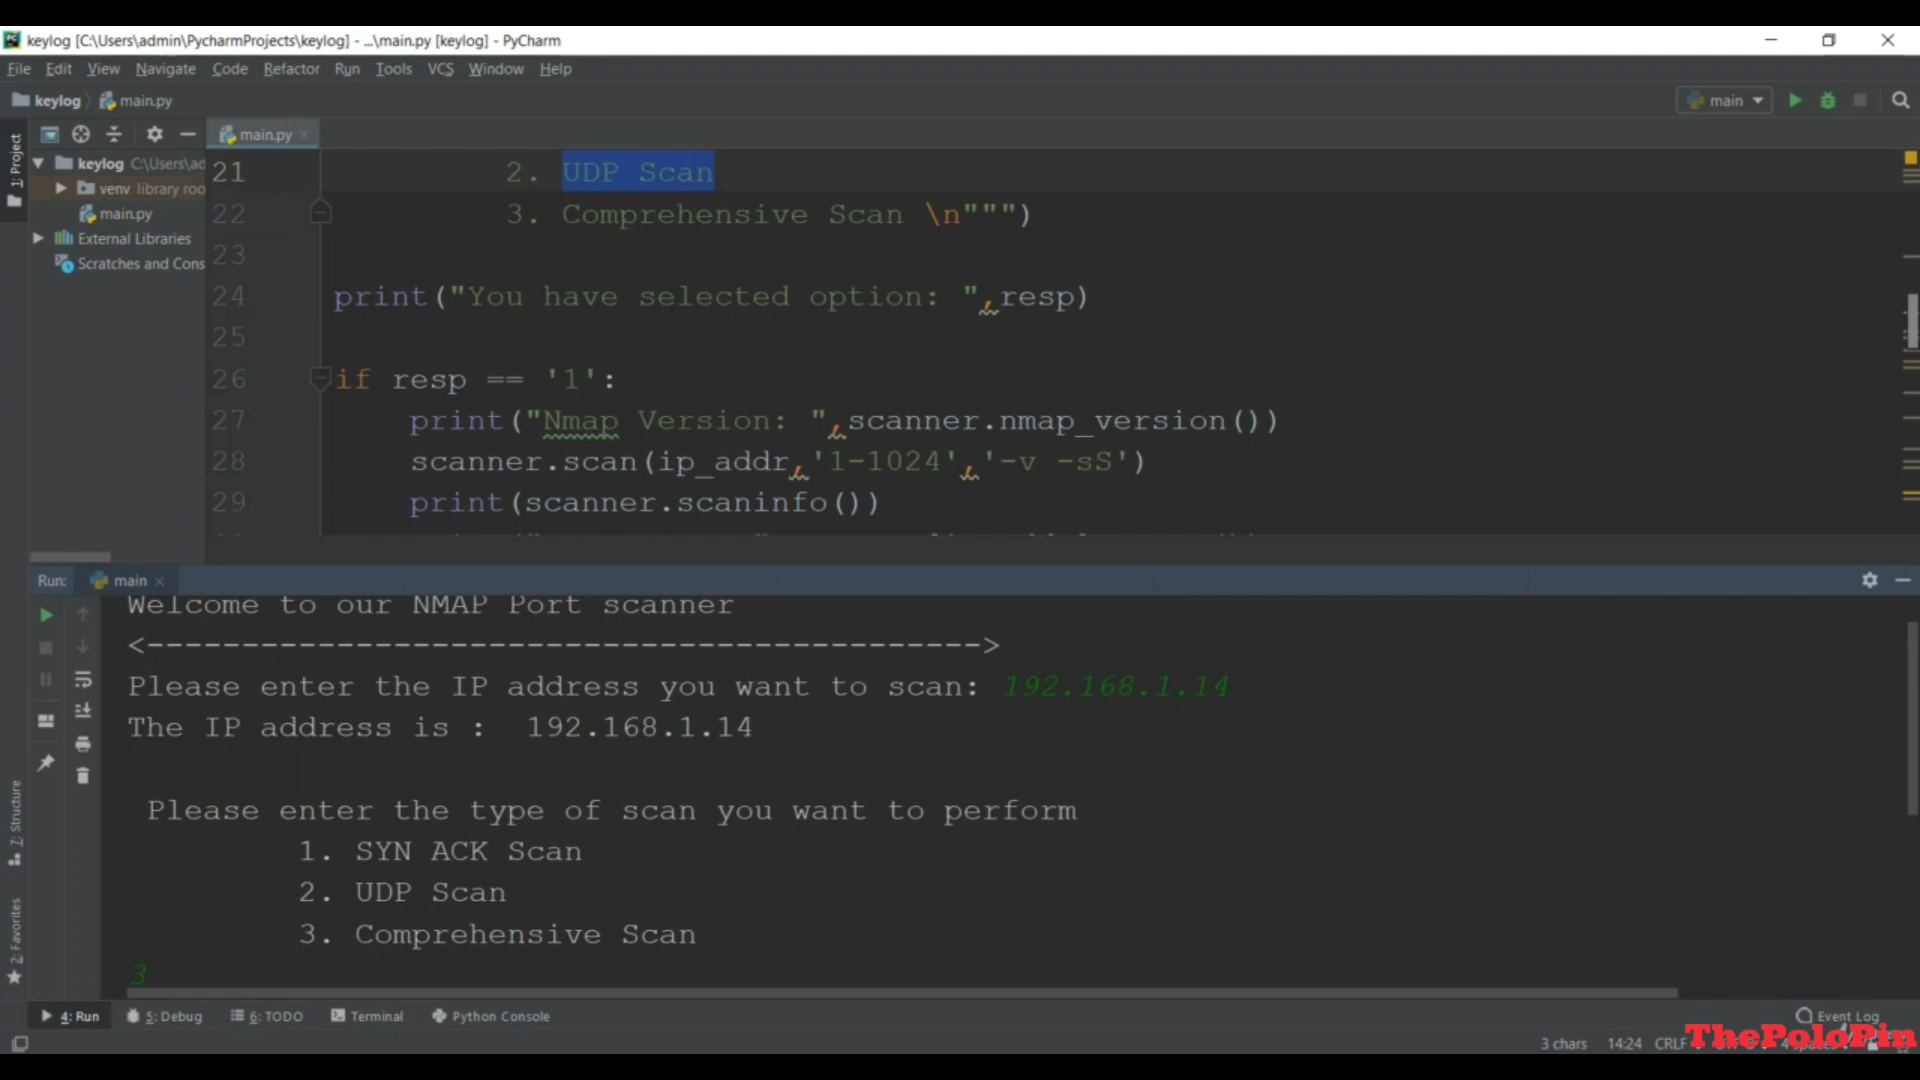 keylog [C:\Users\admin\PycharmProjects\keylog] - ...\main.py [keylog] - PyCharm
File Edit View Navigate Code Refactor Run Tools VCS Window Help
keylog main.py main
1: Project
main.py
keylog C:\Users\ad
venv library roo
main.py
External Libraries
Scratches and Cons
21 2. UDP Scan
22 3. Comprehensive Scan \n""")
23
24 print("You have selected option: ",resp)
25
26 if resp == '1':
27 print("Nmap Version: ",scanner.nmap_version())
28 scanner.scan(ip_addr,'1-1024','-v -sS')
29 print(scanner.scaninfo())
Run: main
Welcome to our NMAP Port scanner
<-------------------------------------------->
Please enter the IP address you want to scan: 192.168.1.14
The IP address is : 192.168.1.14
Please enter the type of scan you want to perform
1. SYN ACK Scan
2. UDP Scan
3. Comprehensive Scan
3
Z: Structure
2: Favorites
4: Run 5: Debug 6: TODO Terminal Python Console Event Log
3 chars 14:24 CRLF
ThePoloPin